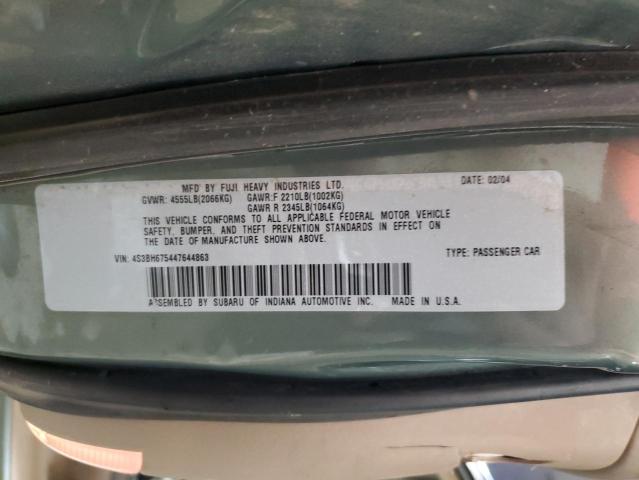 MFD BY FUJI HEAVY INDUSTRIES LTD. DATE: 02/04
GVWR: 4555LB(2066KG) GAWR:F 2210LB(1002KG)
GAWR R 2345LB(1064KG)
THIS VEHICLE CONFORMS TO ALL APPLICABLE FEDERAL MOTOR VEHICLE
SAFETY, BUMPER, AND THEFT PREVENTION STANDARDS IN EFFECT ON
THE DATE OF MANUFACTURE SHOWN ABOVE.
VIN: 4S3BH675447644863 TYPE: PASSENGER CAR
ASSEMBLED BY SUBARU OF INDIANA AUTOMOTIVE INC. MADE IN U.S.A.